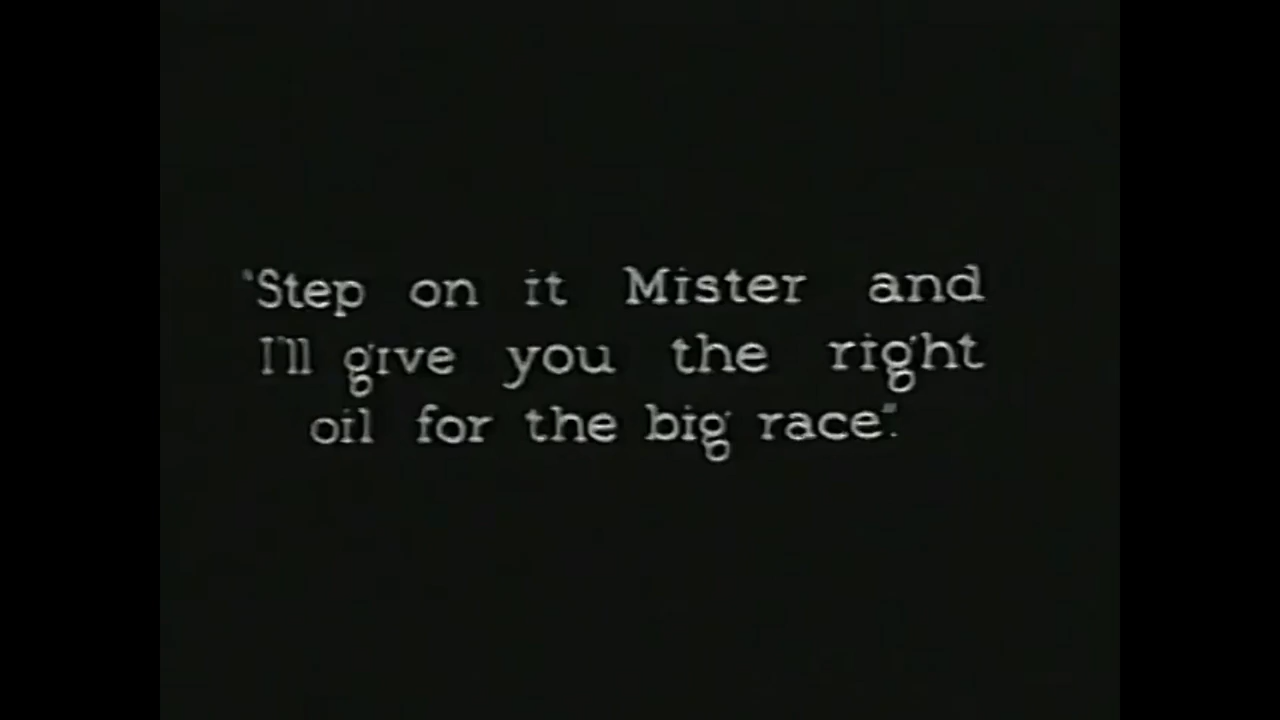 "Step on it Mister and
I'll give you the right
oil for the big race".